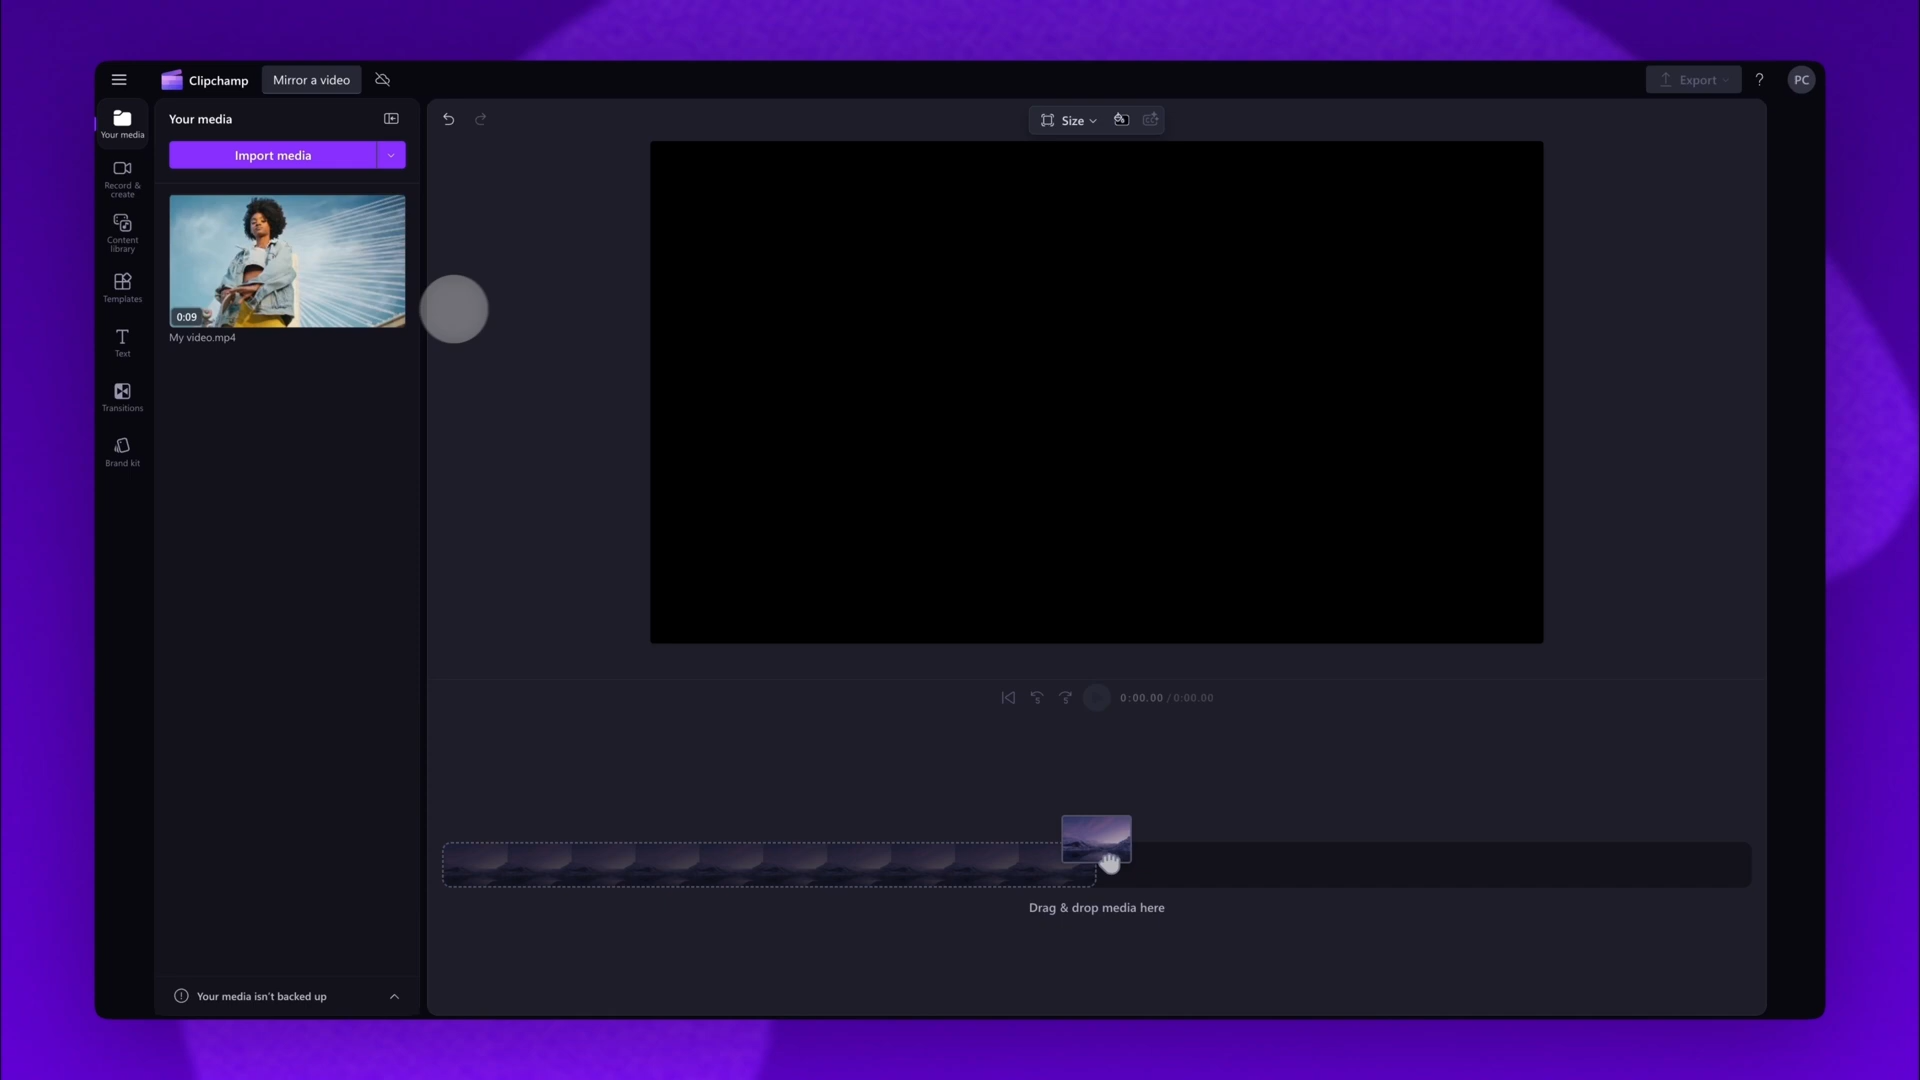 Clipchamp
Mirror a video
Export
?
PC
Your media
Record &
create
Content
library
Templates
Text
Transitions
Brand kit
Your media
Import media
0:09
My video.mp4
Your media isn't backed up
Size
5
5
0:00.00 / 0:00.00
Drag & drop media here